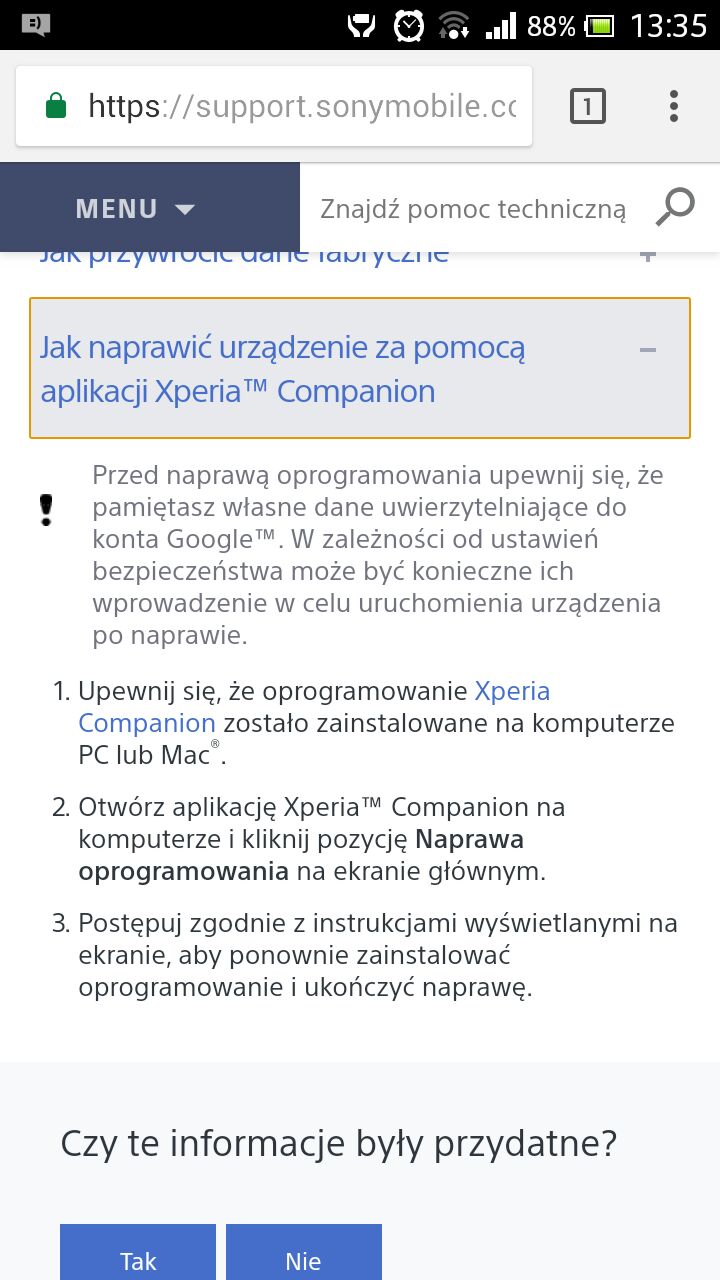 88% 13:35
https://support.sonymobile.co
1
MENU
Znajdź pomoc techniczną
Jak przywrócić dane fabryczne
Jak naprawić urządzenie za pomocą
aplikacji Xperia™ Companion
Przed naprawą oprogramowania upewnij się, że
pamiętasz własne dane uwierzytelniające do
konta Google™. W zależności od ustawień
bezpieczeństwa może być konieczne ich
wprowadzenie w celu uruchomienia urządzenia
po naprawie.
1. Upewnij się, że oprogramowanie Xperia
Companion zostało zainstalowane na komputerze
PC lub Mac®.
2. Otwórz aplikację Xperia™ Companion na
komputerze i kliknij pozycję Naprawa
oprogramowania na ekranie głównym.
3. Postępuj zgodnie z instrukcjami wyświetlanymi na
ekranie, aby ponownie zainstalować
oprogramowanie i ukończyć naprawę.
Czy te informacje były przydatne?
Tak
Nie